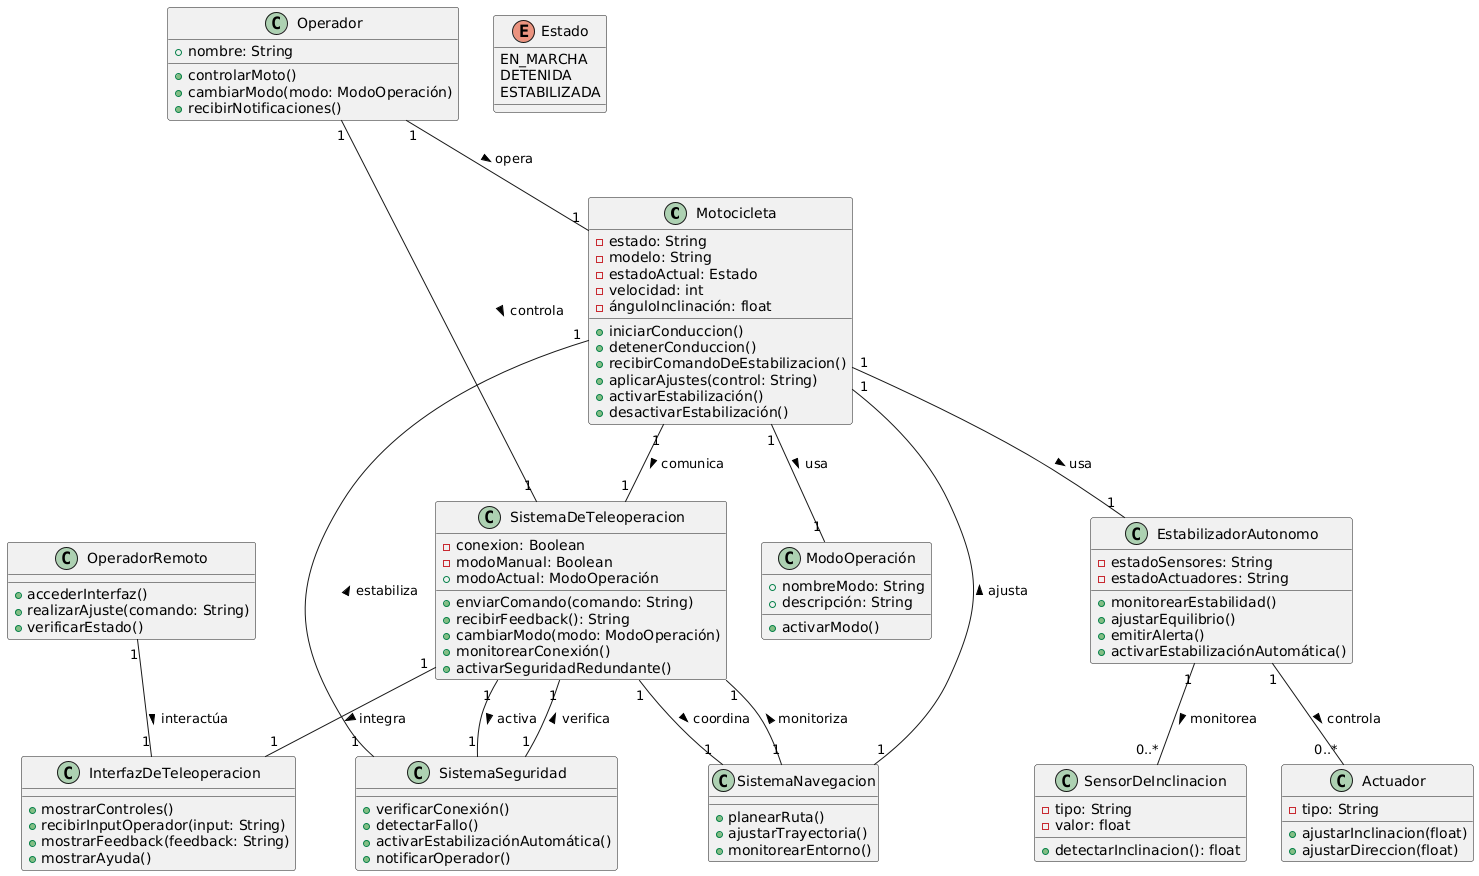 C Operador
nombre: String
controlarMoto()
cambiarModo(modo: ModoOperación)
recibirNotificaciones()
E Estado
EN_MARCHA
DETENIDA
ESTABILIZADA
1
1
opera
1
C Motocicleta
estado: String
modelo: String
estadoActual: Estado
velocidad: int
ánguloInclinación: float
iniciarConduccion()
detenerConduccion()
recibirComandoDeEstabilizacion()
aplicarAjustes(control: String)
activarEstabilización()
desactivarEstabilización()
controla
1
1
1
1
comunica
1
1
usa
1
usa
1
1
C SistemaDeTeleoperacion
conexion: Boolean
modoManual: Boolean
modoActual: ModoOperación
enviarComando(comando: String)
recibirFeedback(): String
cambiarModo(modo: ModoOperación)
monitorearConexión()
activarSeguridadRedundante()
C OperadorRemoto
accederInterfaz()
realizarAjuste(comando: String)
verificarEstado()
estabiliza
C ModoOperación
nombreModo: String
descripción: String
activarModo()
ajusta
C EstabilizadorAutonomo
estadoSensores: String
estadoActuadores: String
monitorearEstabilidad()
ajustarEquilibrio()
emitirAlerta()
activarEstabilizaciónAutomática()
1
interactúa
1
1
integra
1
1
1
activa
1
1
verifica
1
1
coordina
1
1
monitoriza
1
1
1
monitorea
0..*
1
controla
0..*
C InterfazDeTeleoperacion
mostrarControles()
recibirInputOperador(input: String)
mostrarFeedback(feedback: String)
mostrarAyuda()
C SistemaSeguridad
verificarConexión()
detectarFallo()
activarEstabilizaciónAutomática()
notificarOperador()
C SistemaNavegacion
planearRuta()
ajustarTrayectoria()
monitorearEntorno()
C SensorDeInclinacion
tipo: String
valor: float
detectarInclinacion(): float
C Actuador
tipo: String
ajustarInclinacion(float)
ajustarDireccion(float)